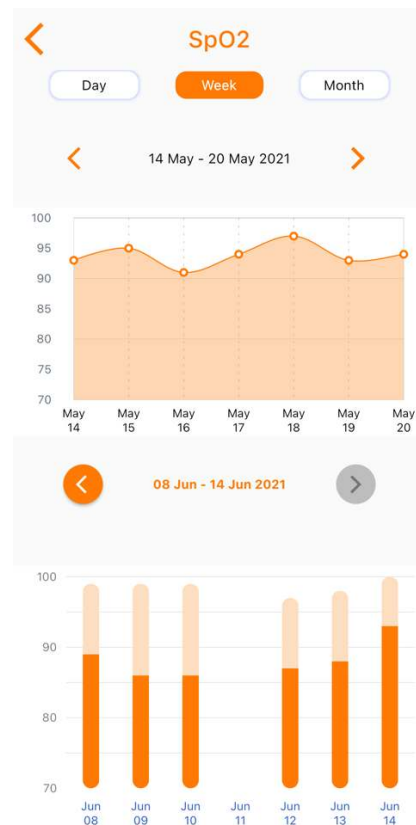 SpO2
Day Week Month
14 May - 20 May 2021
100
95
90
85
80
75
70
May May May May May May May
14 15 16 17 18 19 20
08 Jun - 14 Jun 2021
100
90
80
70
Jun Jun Jun Jun Jun Jun Jun
08 09 10 11 12 13 14